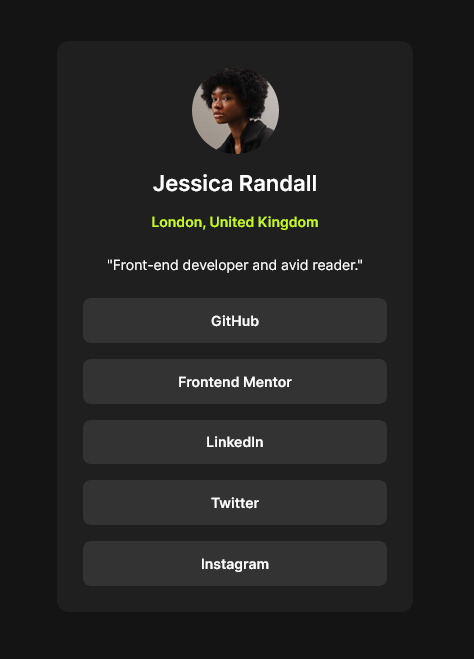 Jessica Randall
London, United Kingdom
"Front-end developer and avid reader."
GitHub
Frontend Mentor
LinkedIn
Twitter
Instagram